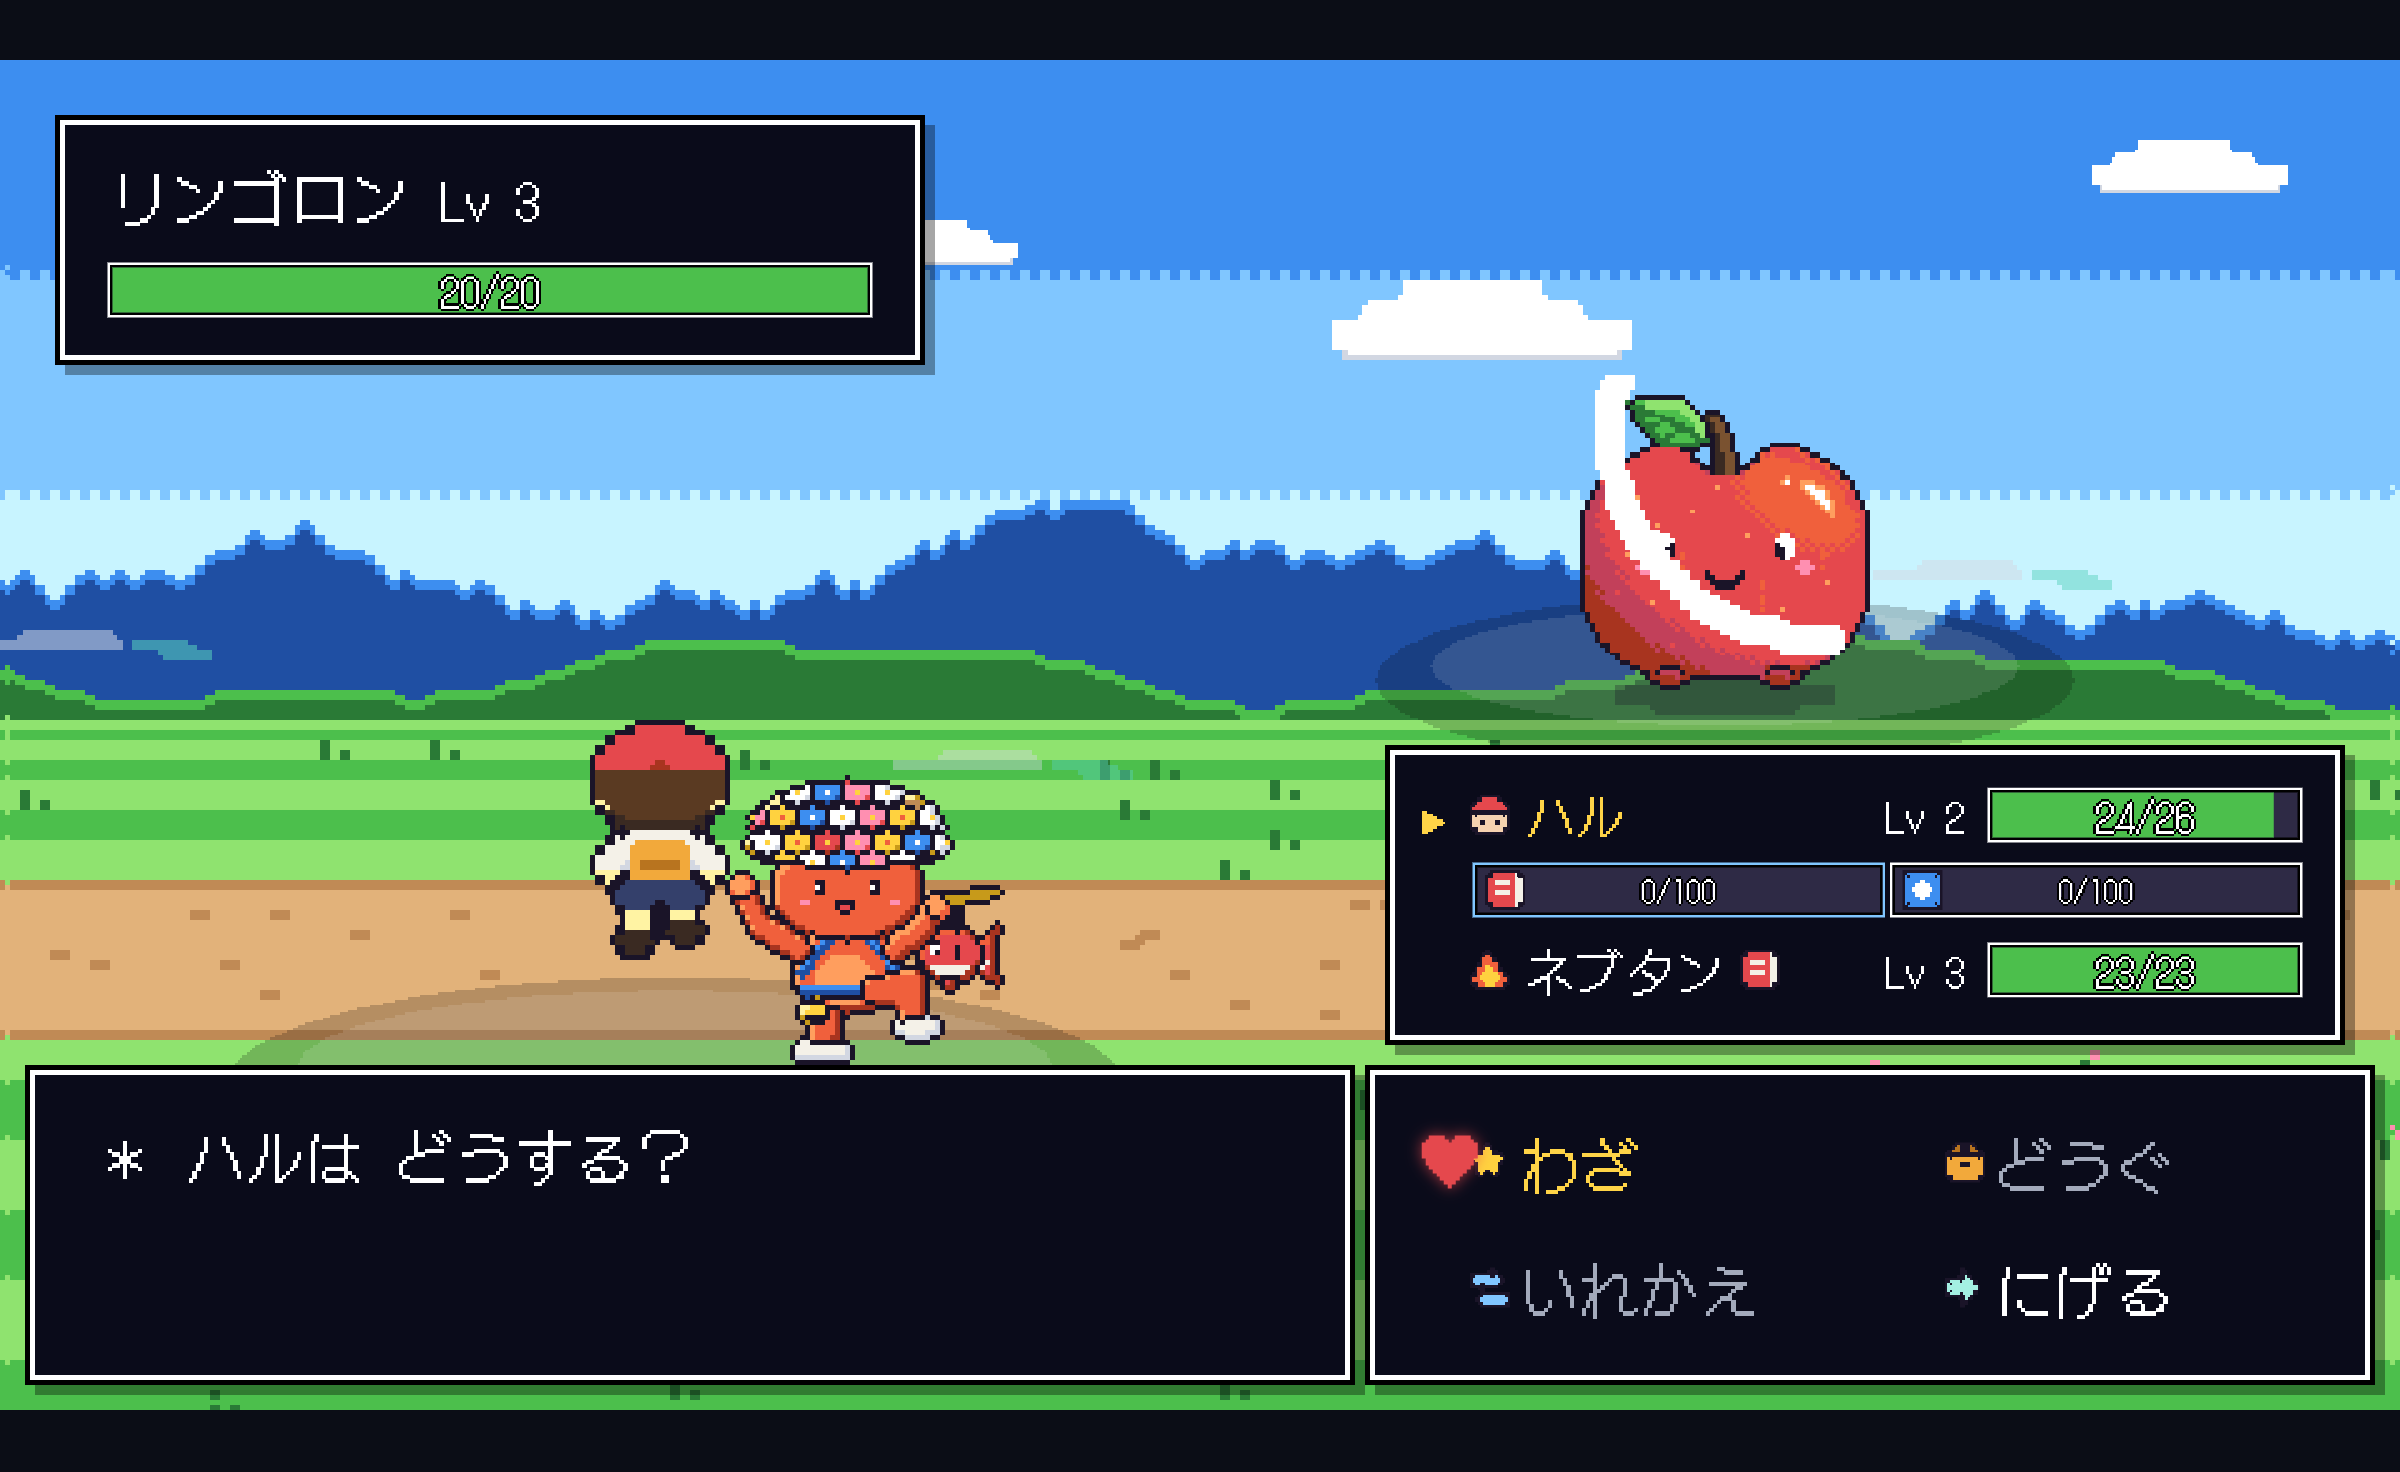 リンゴロン Lv 3
20/20
ハル Lv 2 24/26
0/100 0/100
ネブタン Lv 3 23/23
* ハルは どうする?
わざ どうぐ
いれかえ にげる